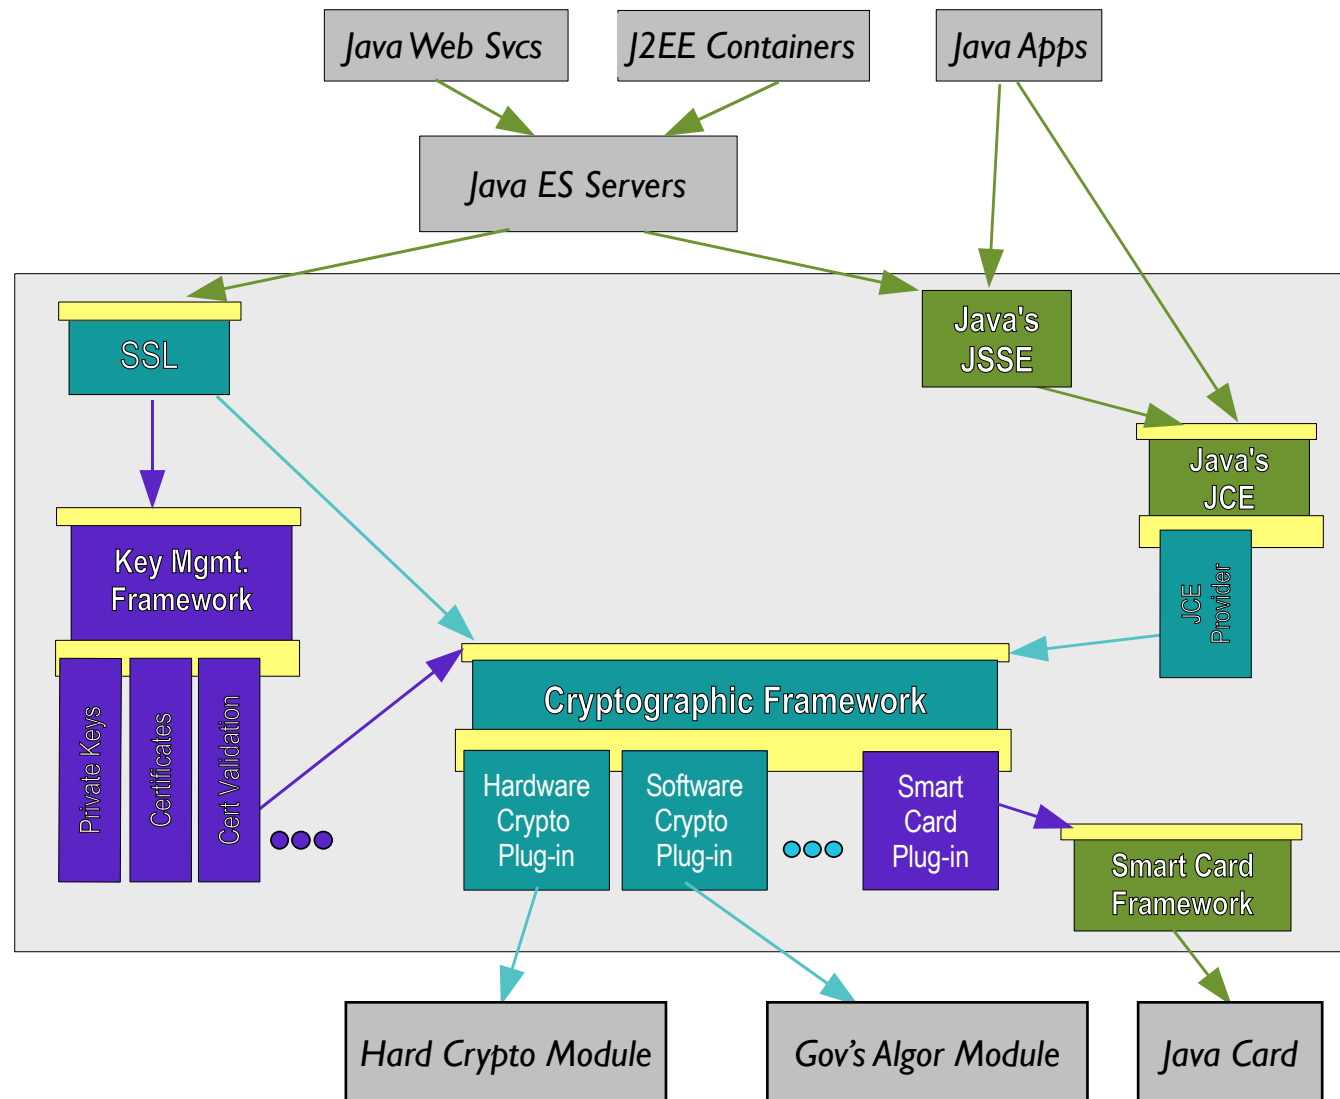 Java Web Svcs
J2EE Containers
Java Apps
Java ES Servers
SSL
Java's
JSSE
Java's
JCE
JCE
Provider
Key Mgmt.
Framework
Private Keys
Certificates
Cert Validation
Cryptographic Framework
Hardware
Crypto
Plug-in
Software
Crypto
Plug-in
Smart
Card
Plug-in
Smart Card
Framework
Hard Crypto Module
Gov's Algor Module
Java Card